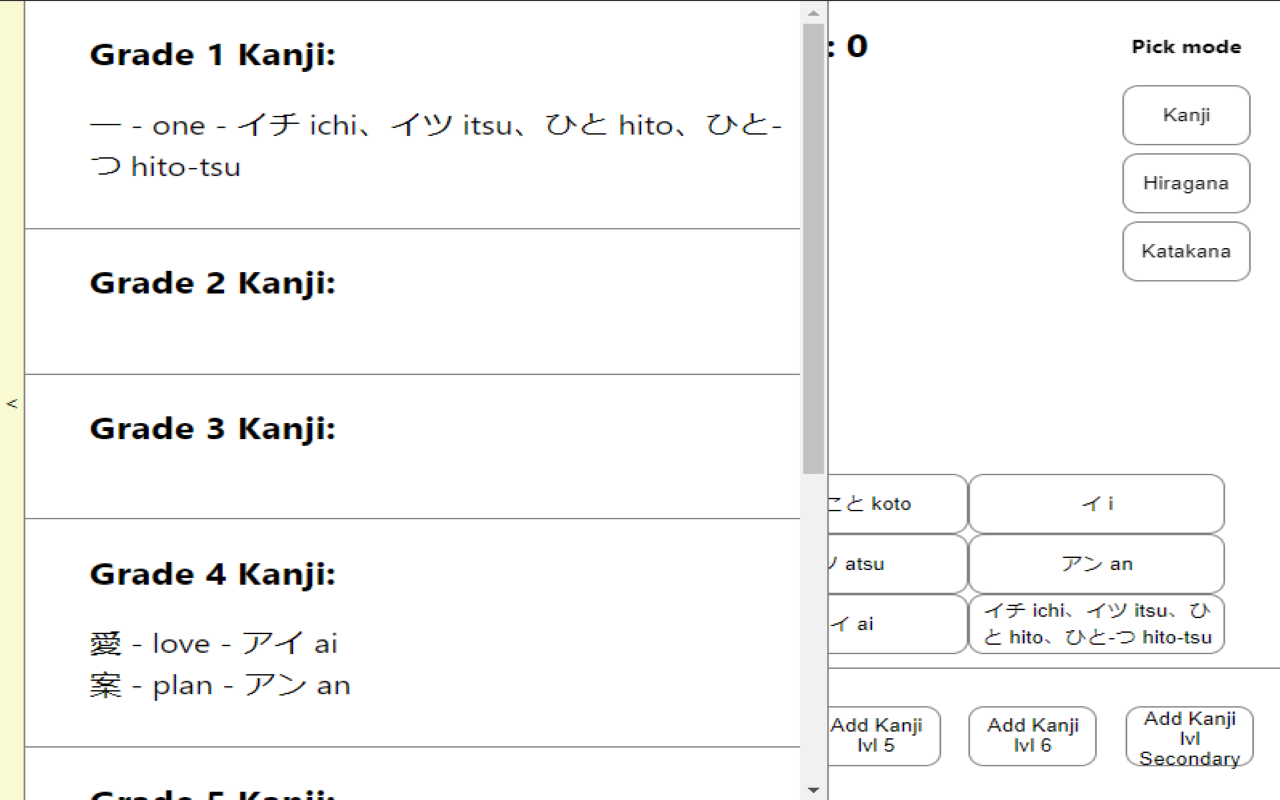 Grade 1 Kanji:
一 - one - イチ ichi、イツ itsu、ひと hito、ひと-
つ hito-tsu
Grade 2 Kanji:
<
Grade 3 Kanji:
Grade 4 Kanji:
愛 - love - アイ ai
案 - plan - アン an
Grade 5 Kanji:
: 0
Pick mode
Kanji
Hiragana
Katakana
こと koto
イ i
ツ atsu
アン an
イ ai
イチ ichi、イツ itsu、ひ
と hito、ひと-つ hito-tsu
Add Kanji
lvl 5
Add Kanji
lvl 6
Add Kanji
lvl
Secondary